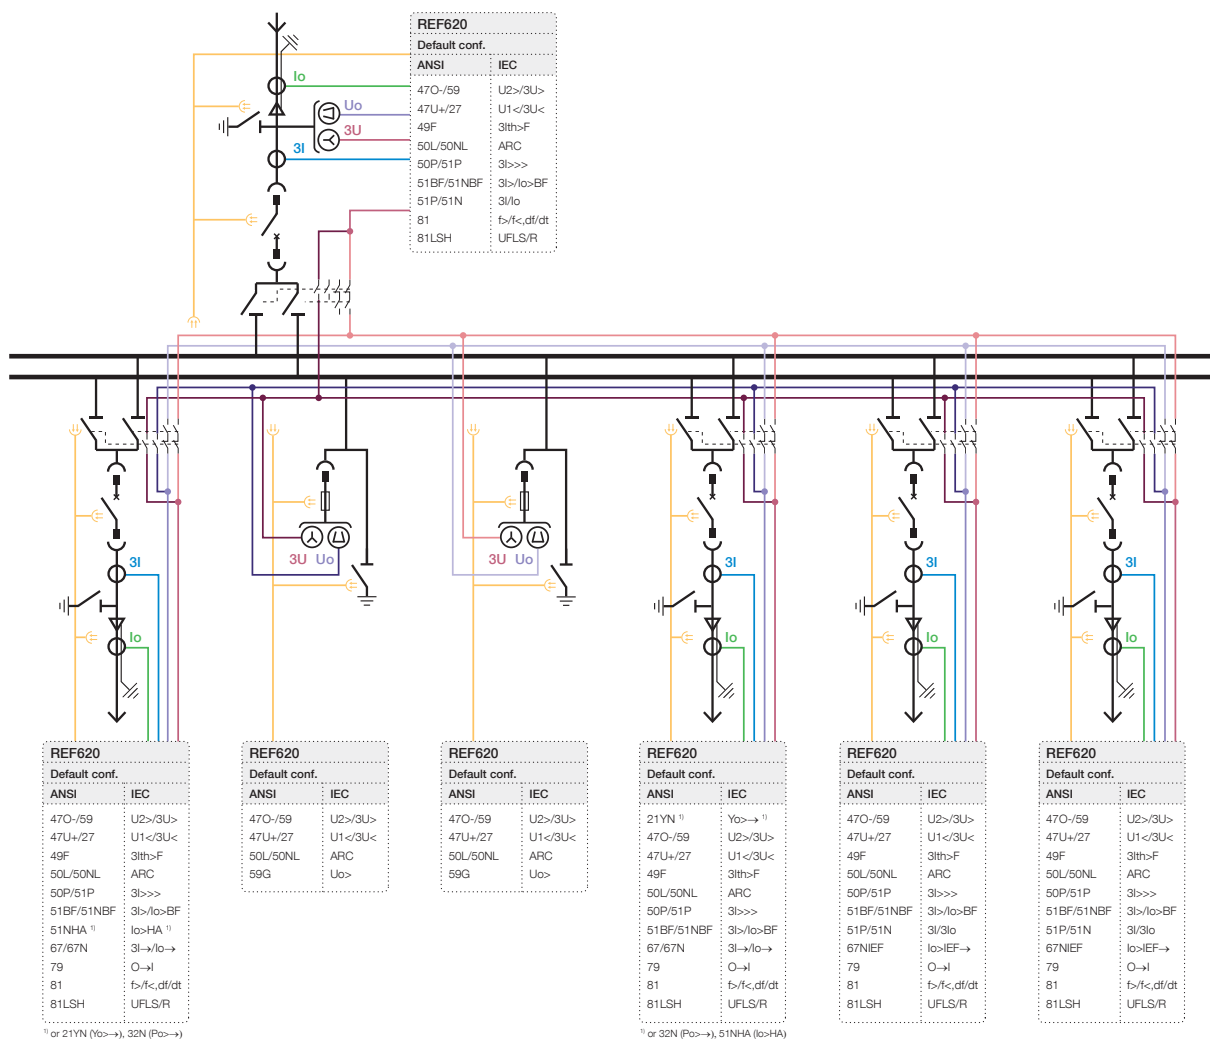 REF620
Default conf.
ANSI IEC
47O-/59 U2>/3U>
47U+/27 U1</3U<
49F 3Ith>F
50L/50NL ARC
50P/51P 3I>>>
51BF/51NBF 3I>/Io>BF
51P/51N 3I/Io
81 f>/f<,df/dt
81LSH UFLS/R
Io
Uo
3U
3I
3I
Io
3U Uo
3U Uo
3I
Io
3I
Io
3I
Io
REF620
Default conf.
ANSI IEC
47O-/59 U2>/3U>
47U+/27 U1</3U<
49F 3Ith>F
50L/50NL ARC
50P/51P 3I>>>
51BF/51NBF 3I>/Io>BF
51NHA ¹⁾ Io>HA ¹⁾
67/67N 3I→/Io→
79 O→I
81 f>/f<,df/dt
81LSH UFLS/R
¹⁾ or 21YN (Yo>→), 32N (Po>→)
REF620
Default conf.
ANSI IEC
47O-/59 U2>/3U>
47U+/27 U1</3U<
50L/50NL ARC
59G Uo>
REF620
Default conf.
ANSI IEC
47O-/59 U2>/3U>
47U+/27 U1</3U<
50L/50NL ARC
59G Uo>
REF620
Default conf.
ANSI IEC
21YN ¹⁾ Yo>→ ¹⁾
47O-/59 U2>/3U>
47U+/27 U1</3U<
49F 3Ith>F
50L/50NL ARC
50P/51P 3I>>>
51BF/51NBF 3I>/Io>BF
67/67N 3I→/Io→
79 O→I
81 f>/f<,df/dt
81LSH UFLS/R
¹⁾ or 32N (Po>→), 51NHA (Io>HA)
REF620
Default conf.
ANSI IEC
47O-/59 U2>/3U>
47U+/27 U1</3U<
49F 3Ith>F
50L/50NL ARC
50P/51P 3I>>>
51BF/51NBF 3I>/Io>BF
51P/51N 3I/3Io
67NIEF Io>IEF→
79 O→I
81 f>/f<,df/dt
81LSH UFLS/R
REF620
Default conf.
ANSI IEC
47O-/59 U2>/3U>
47U+/27 U1</3U<
49F 3Ith>F
50L/50NL ARC
50P/51P 3I>>>
51BF/51NBF 3I>/Io>BF
51P/51N 3I/3Io
67NIEF Io>IEF→
79 O→I
81 f>/f<,df/dt
81LSH UFLS/R